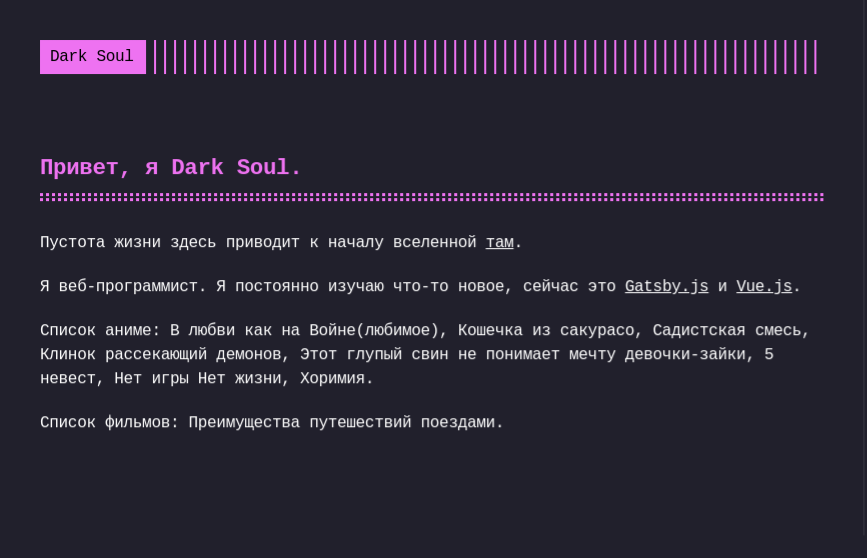 Dark Soul
Привет, я Dark Soul.
Пустота жизни здесь приводит к началу вселенной там.
Я веб-программист. Я постоянно изучаю что-то новое, сейчас это Gatsby.js и Vue.js.
Список аниме: В любви как на Войне(любимое), Кошечка из сакурасо, Садистская смесь,
Клинок рассекающий демонов, Этот глупый свин не понимает мечту девочки-зайки, 5
невест, Нет игры Нет жизни, Хоримия.
Список фильмов: Преимущества путешествий поездами.